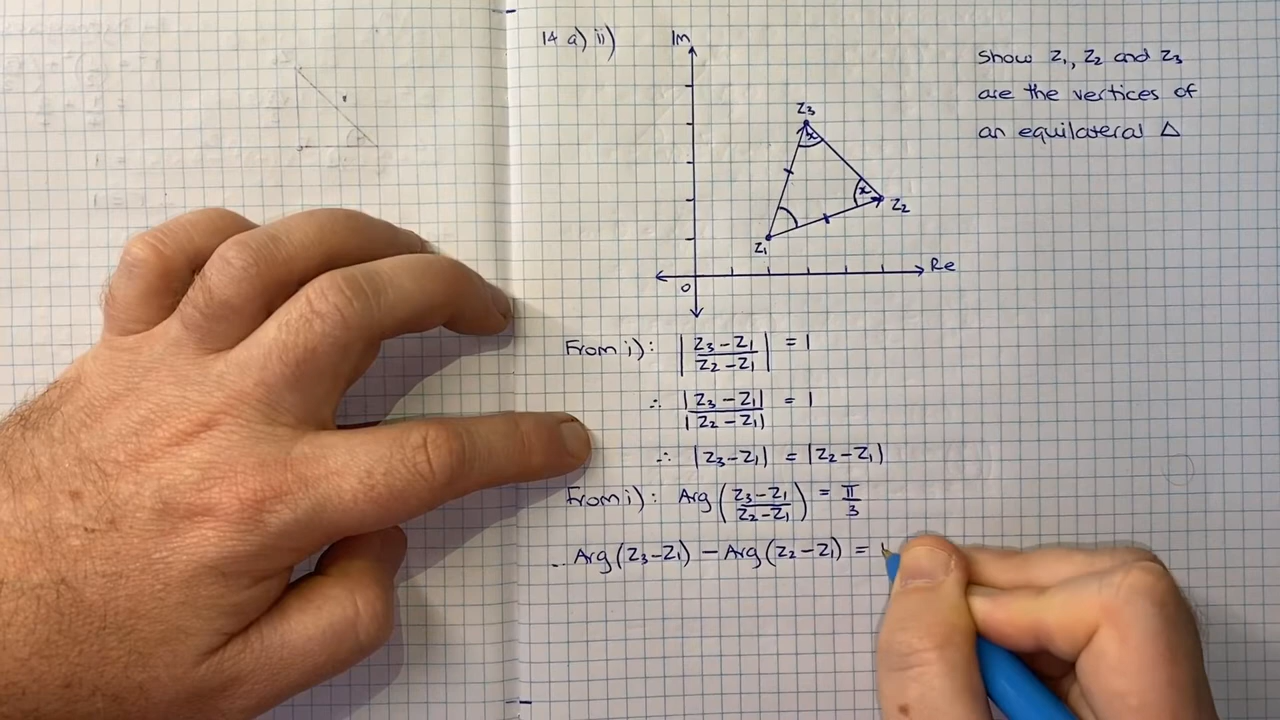 14 a) ii)
Im
Show Z₁, Z₂ and Z₃
are the vertices of
an equilateral Δ
Z₃
x
x
Z₂
Z₁
Re
0
From i): |(Z₃-Z₁)/(Z₂-Z₁)| = 1
∴ |Z₃-Z₁|/|Z₂-Z₁| = 1
∴ |Z₃-Z₁| = |Z₂-Z₁|
From i): Arg((Z₃-Z₁)/(Z₂-Z₁)) = π/3
∴ Arg(Z₃-Z₁) - Arg(Z₂-Z₁) =